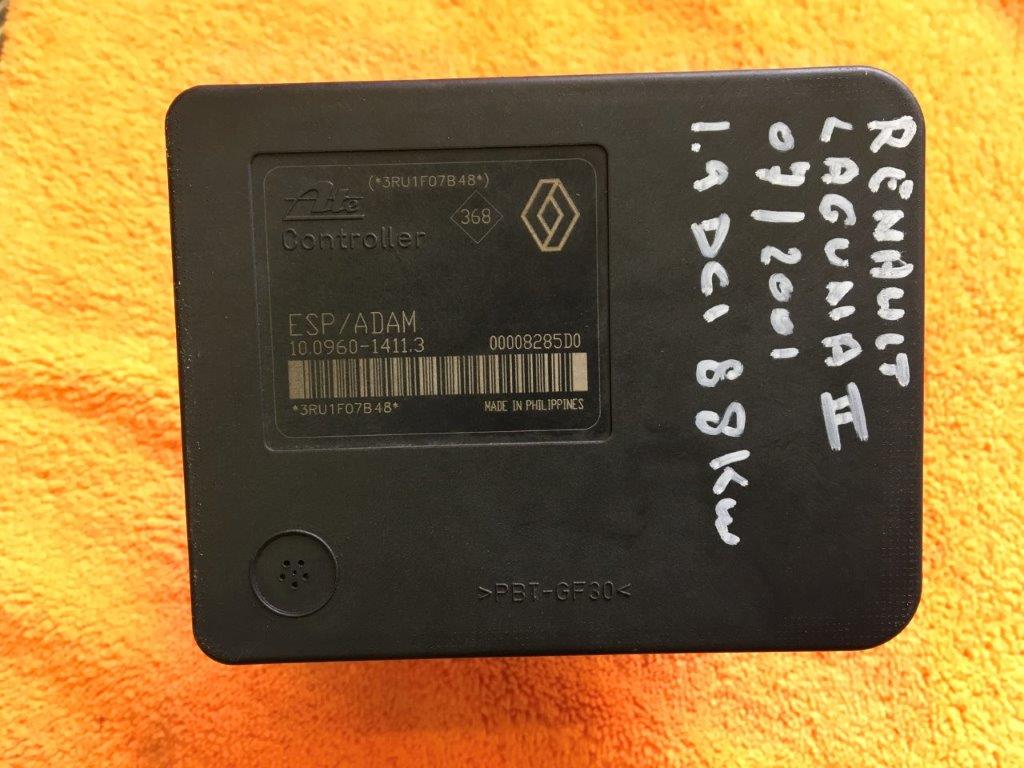 (*3RU1F07B48*)
Ate
368
Controller
ESP/ADAM
10.0960-1411.3
00008285D0
*3RU1F07B48*
MADE IN PHILIPPINES
>PBT-GF30<
RENAULT
LAGUNA II
07/2001
1.9 DCI 88KW